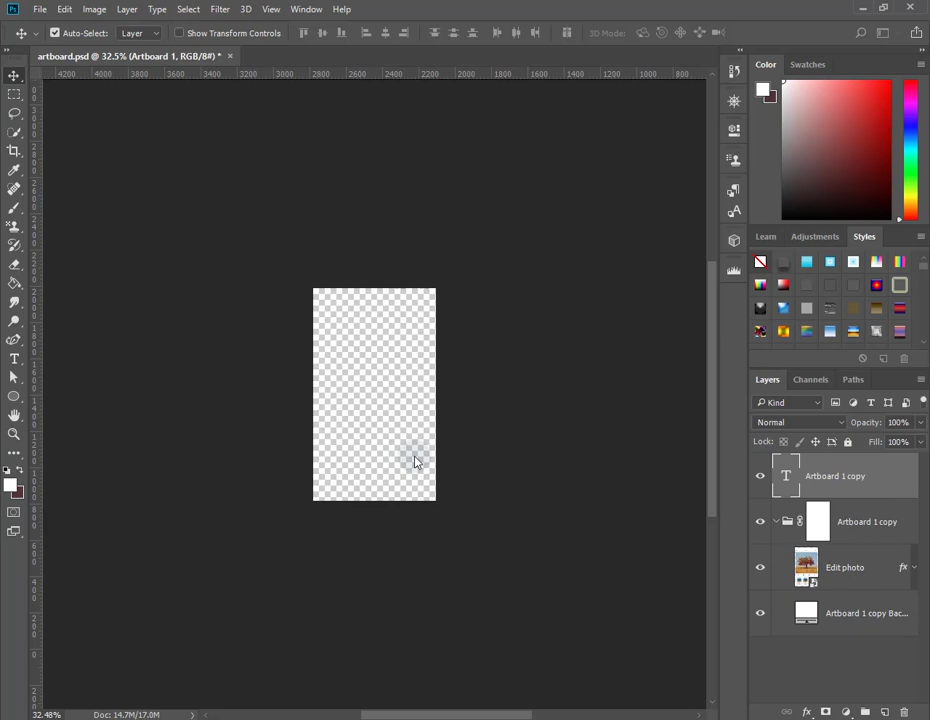 Ps File Edit Image Layer Type Select Filter 3D View Window Help
Auto-Select: Layer Show Transform Controls 3D Mode:
artboard.psd @ 32.5% (Artboard 1, RGB/8#) * ×
4200 4000 3800 3600 3400 3200 3000 2800 2600 2400 2200 2000 1800 1600 1400 1200 1000 800
Color Swatches
Learn Adjustments Styles
Layers Channels Paths
Kind
Normal Opacity: 100%
Lock: Fill: 100%
T Artboard 1 copy
Artboard 1 copy
Edit photo fx
Artboard 1 copy Bac...
32.48% Doc: 14.7M/17.0M